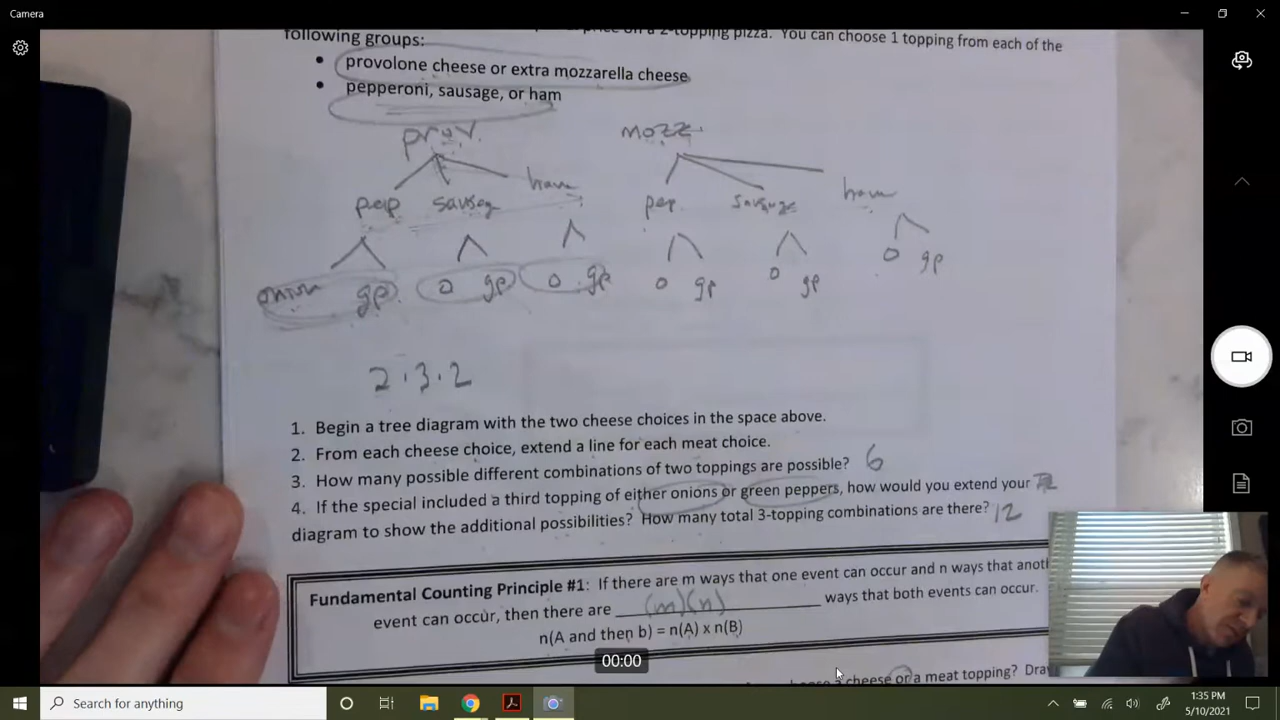 Camera
price on a 2-topping pizza. You can choose 1 topping from each of the
following groups:
• provolone cheese or extra mozzarella cheese
• pepperoni, sausage, or ham
prov. mozz.
ham ham
pep sausag pep. sausage
onion gp o gp o gp o gp o gp o gp
2·3·2
1. Begin a tree diagram with the two cheese choices in the space above.
2. From each cheese choice, extend a line for each meat choice.
3. How many possible different combinations of two toppings are possible? 6
4. If the special included a third topping of either onions or green peppers, how would you extend your
diagram to show the additional possibilities? How many total 3-topping combinations are there? 12
Fundamental Counting Principle #1: If there are m ways that one event can occur and n ways that anot
event can occur, then there are (m)(n) ways that both events can occur.
n(A and then b) = n(A) x n(B)
00:00
a cheese or a meat topping? Dra
Search for anything
1:35 PM
5/10/2021